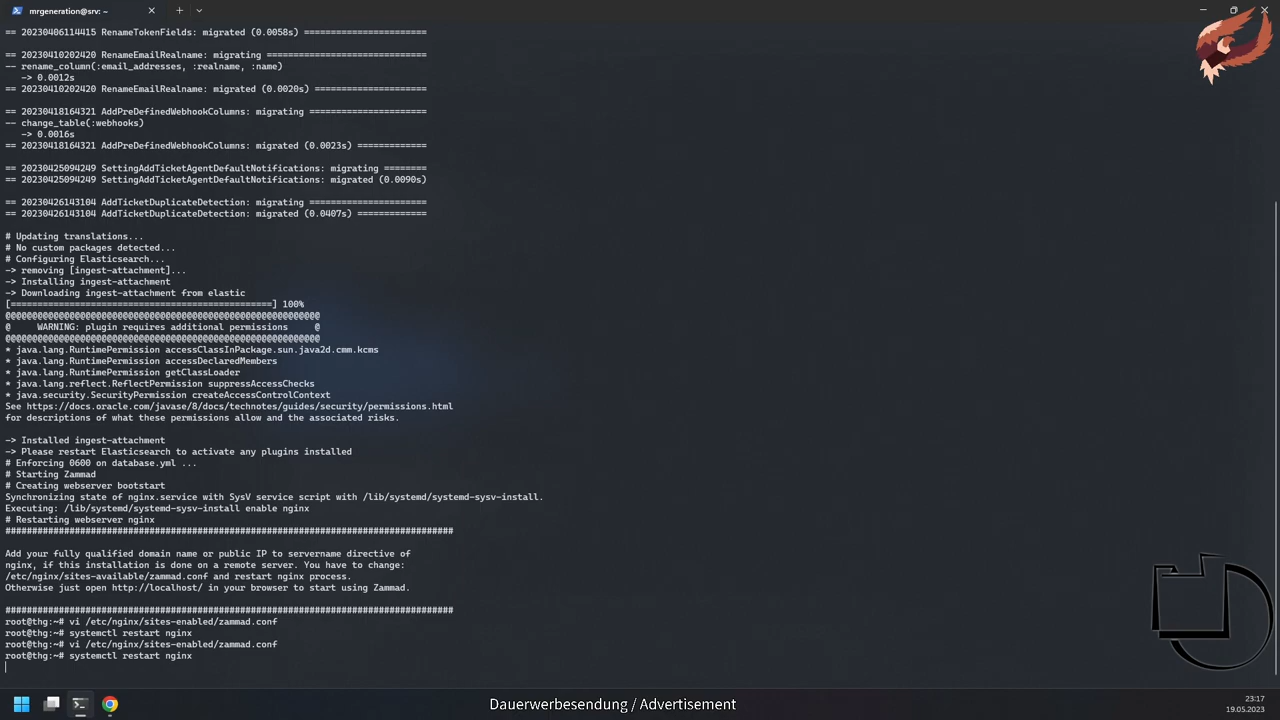 mrgeneration@srv: ~
== 20230406114415 RenameTokenFields: migrated (0.0058s) =======================
== 20230410202420 RenameEmailRealname: migrating ==============================
-- rename_column(:email_addresses, :realname, :name)
   -> 0.0012s
== 20230410202420 RenameEmailRealname: migrated (0.0020s) =====================
== 20230418164321 AddPreDefinedWebhookColumns: migrating ======================
-- change_table(:webhooks)
   -> 0.0016s
== 20230418164321 AddPreDefinedWebhookColumns: migrated (0.0023s) =============
== 20230425094249 SettingAddTicketAgentDefaultNotifications: migrating ========
== 20230425094249 SettingAddTicketAgentDefaultNotifications: migrated (0.0090s)
== 20230426143104 AddTicketDuplicateDetection: migrating ======================
== 20230426143104 AddTicketDuplicateDetection: migrated (0.0407s) =============
# Updating translations...
# No custom packages detected...
# Configuring Elasticsearch...
-> removing [ingest-attachment]...
-> Installing ingest-attachment
-> Downloading ingest-attachment from elastic
[=================================================] 100%
@@@@@@@@@@@@@@@@@@@@@@@@@@@@@@@@@@@@@@@@@@@@@@@@@@@@@@@@@@@
@     WARNING: plugin requires additional permissions     @
@@@@@@@@@@@@@@@@@@@@@@@@@@@@@@@@@@@@@@@@@@@@@@@@@@@@@@@@@@@
* java.lang.RuntimePermission accessClassInPackage.sun.java2d.cmm.kcms
* java.lang.RuntimePermission accessDeclaredMembers
* java.lang.RuntimePermission getClassLoader
* java.lang.reflect.ReflectPermission suppressAccessChecks
* java.security.SecurityPermission createAccessControlContext
See https://docs.oracle.com/javase/8/docs/technotes/guides/security/permissions.html
for descriptions of what these permissions allow and the associated risks.
-> Installed ingest-attachment
-> Please restart Elasticsearch to activate any plugins installed
# Enforcing 0600 on database.yml ...
# Starting Zammad
# Creating webserver bootstart
Synchronizing state of nginx.service with SysV service script with /lib/systemd/systemd-sysv-install.
Executing: /lib/systemd/systemd-sysv-install enable nginx
# Restarting webserver nginx
####################################################################################
Add your fully qualified domain name or public IP to servername directive of
nginx, if this installation is done on a remote server. You have to change:
/etc/nginx/sites-available/zammad.conf and restart nginx process.
Otherwise just open http://localhost/ in your browser to start using Zammad.
####################################################################################
root@thg:~# vi /etc/nginx/sites-enabled/zammad.conf
root@thg:~# systemctl restart nginx
root@thg:~# vi /etc/nginx/sites-enabled/zammad.conf
root@thg:~# systemctl restart nginx
Dauerwerbesendung / Advertisement
23:17
19.05.2023